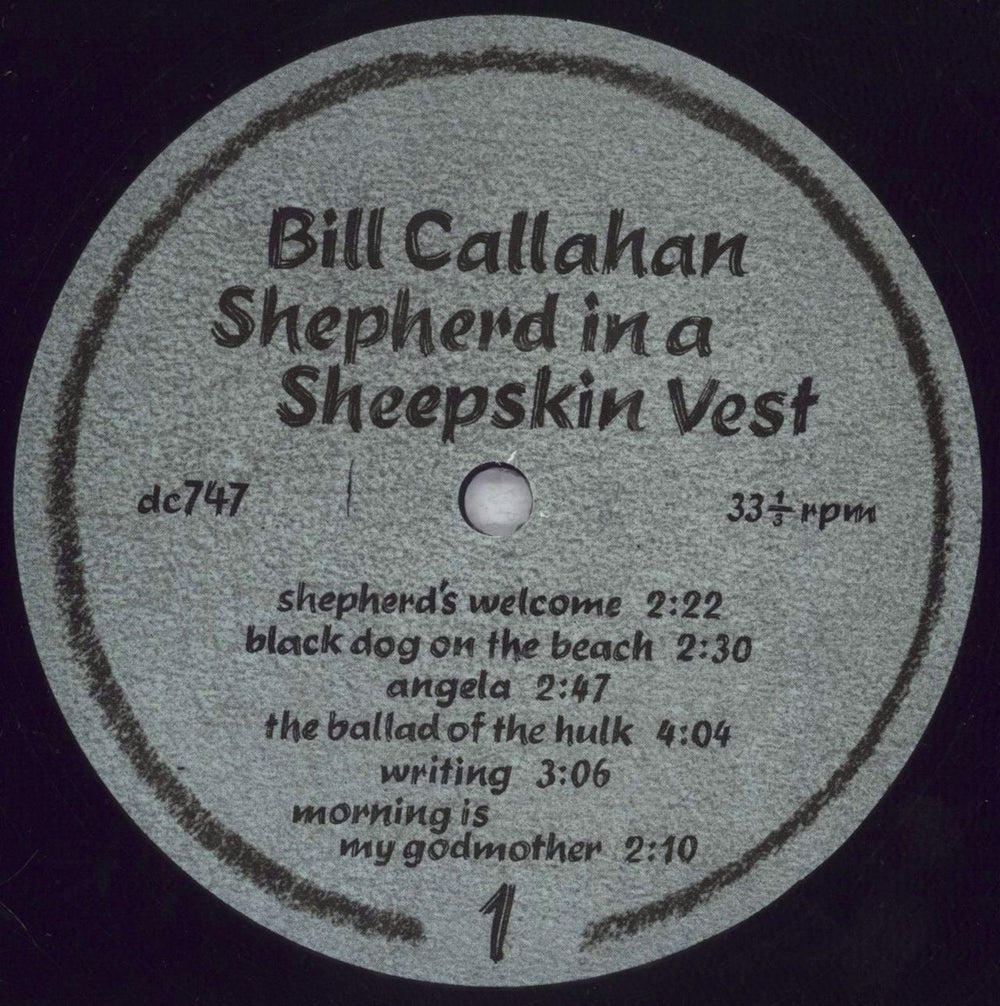 Bill Callahan
Shepherd in a
Sheepskin Vest
dc747
33⅓ rpm
shepherd's welcome 2:22
black dog on the beach 2:30
angela 2:47
the ballad of the hulk 4:04
writing 3:06
morning is
my godmother 2:10
1